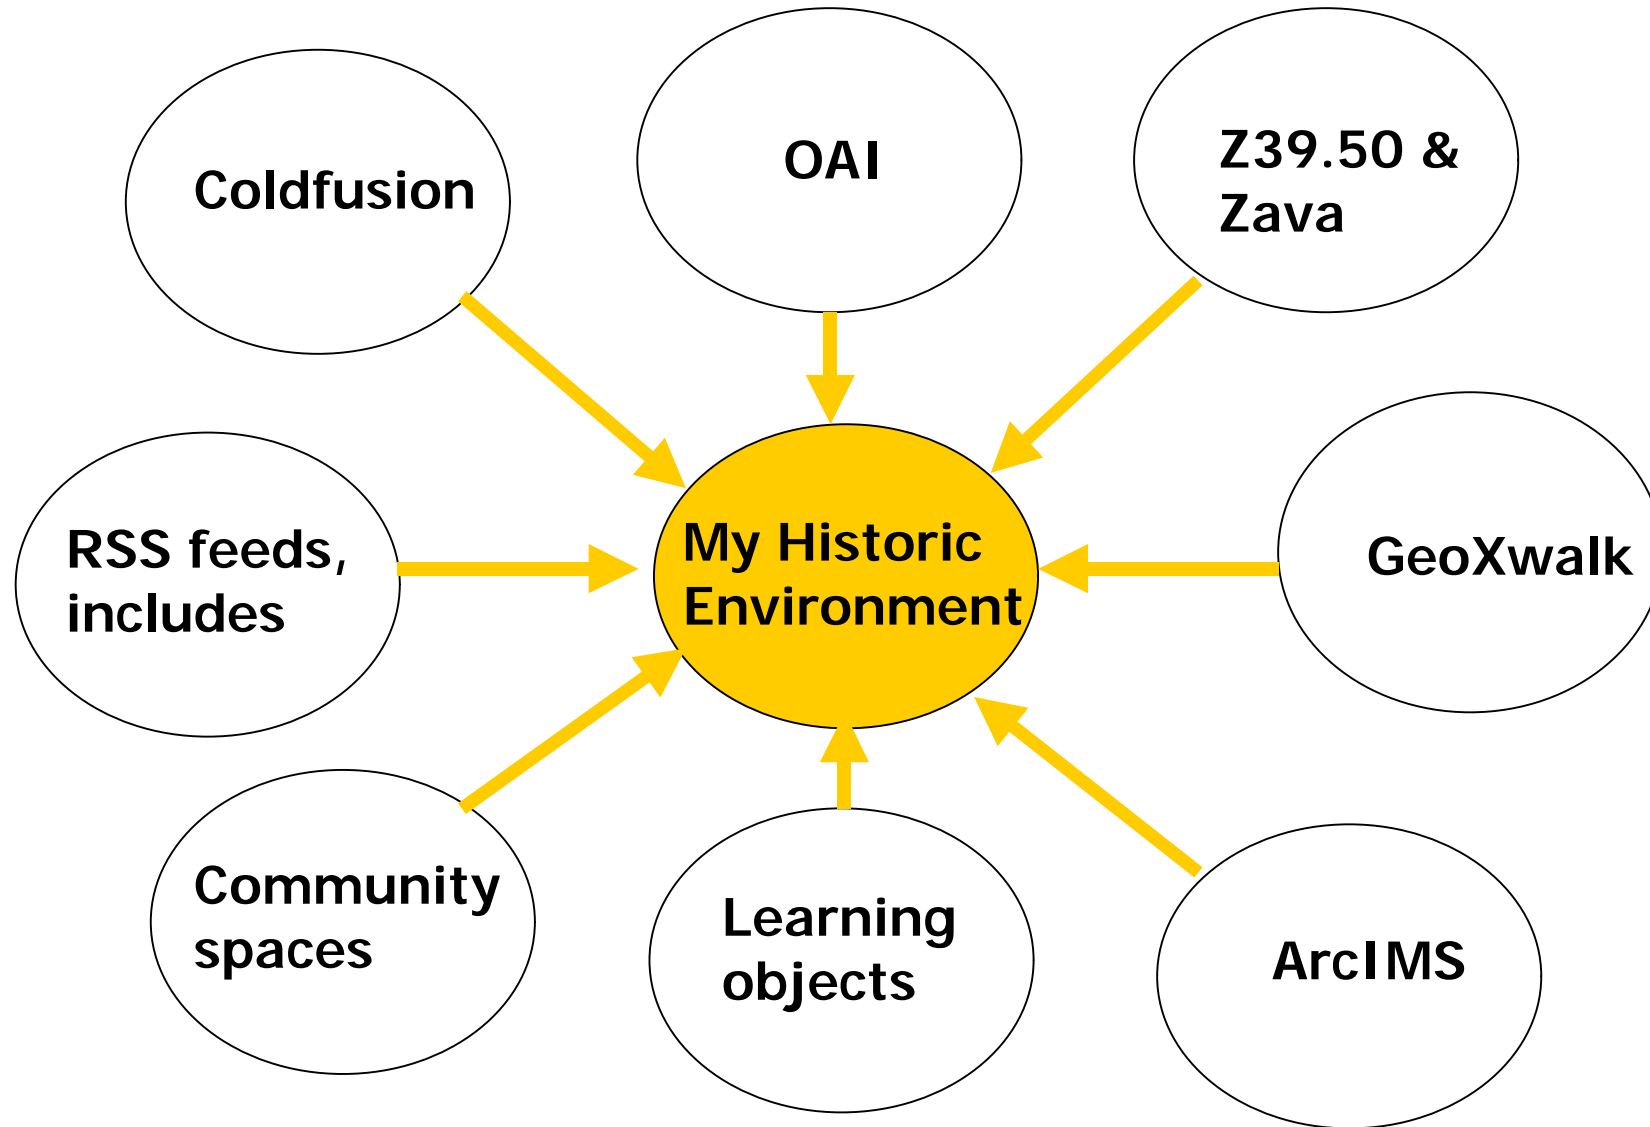 Coldfusion
OAI
Z39.50 &
Zava
RSS feeds,
includes
My Historic
Environment
GeoXwalk
Community
spaces
Learning
objects
ArcIMS